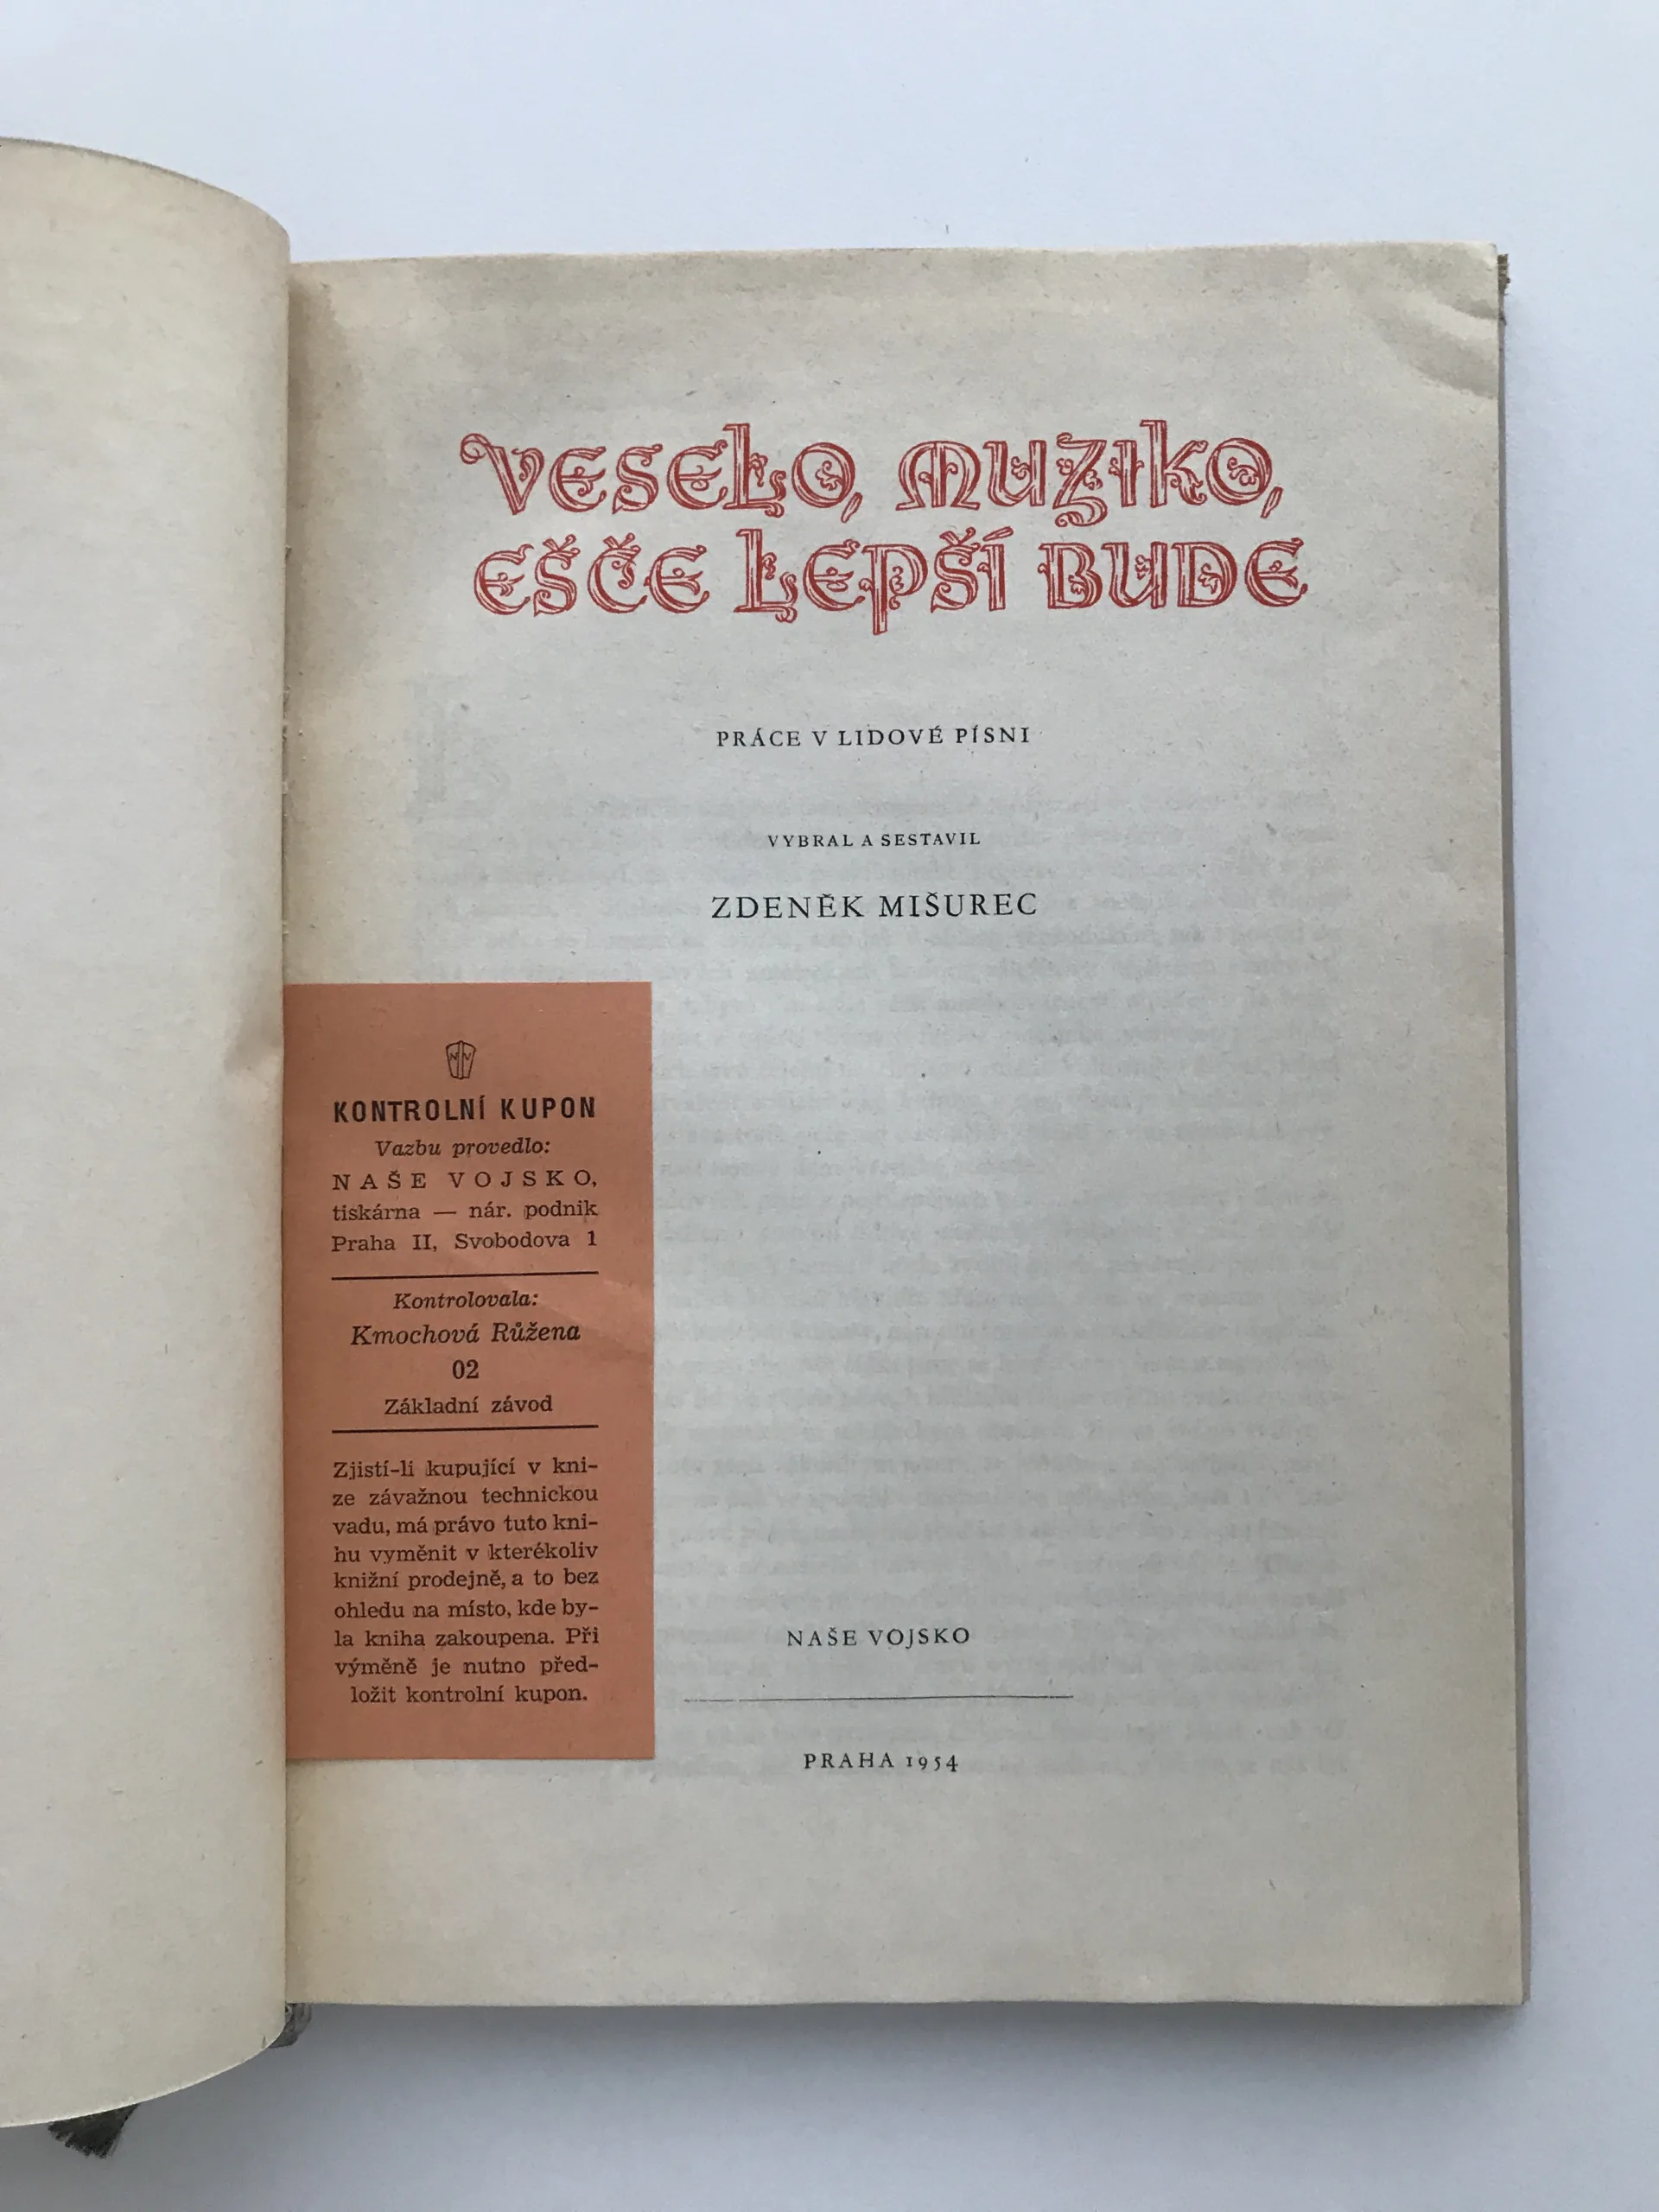 VESELO, MUZIKO,
EŠČE LEPŠÍ BUDE
PRÁCE V LIDOVÉ PÍSNI
VYBRAL A SESTAVIL
ZDENĚK MIŠUREC
NAŠE VOJSKO
PRAHA 1954
NV
KONTROLNÍ KUPON
Vazbu provedlo:
NAŠE VOJSKO,
tiskárna — nár. podnik
Praha II, Svobodova 1
Kontrolovala:
Kmochová Růžena
02
Základní závod
Zjistí-li kupující v kni-
ze závažnou technickou
vadu, má právo tuto kni-
hu vyměnit v kterékoliv
knižní prodejně, a to bez
ohledu na místo, kde by-
la kniha zakoupena. Při
výměně je nutno před-
ložit kontrolní kupon.